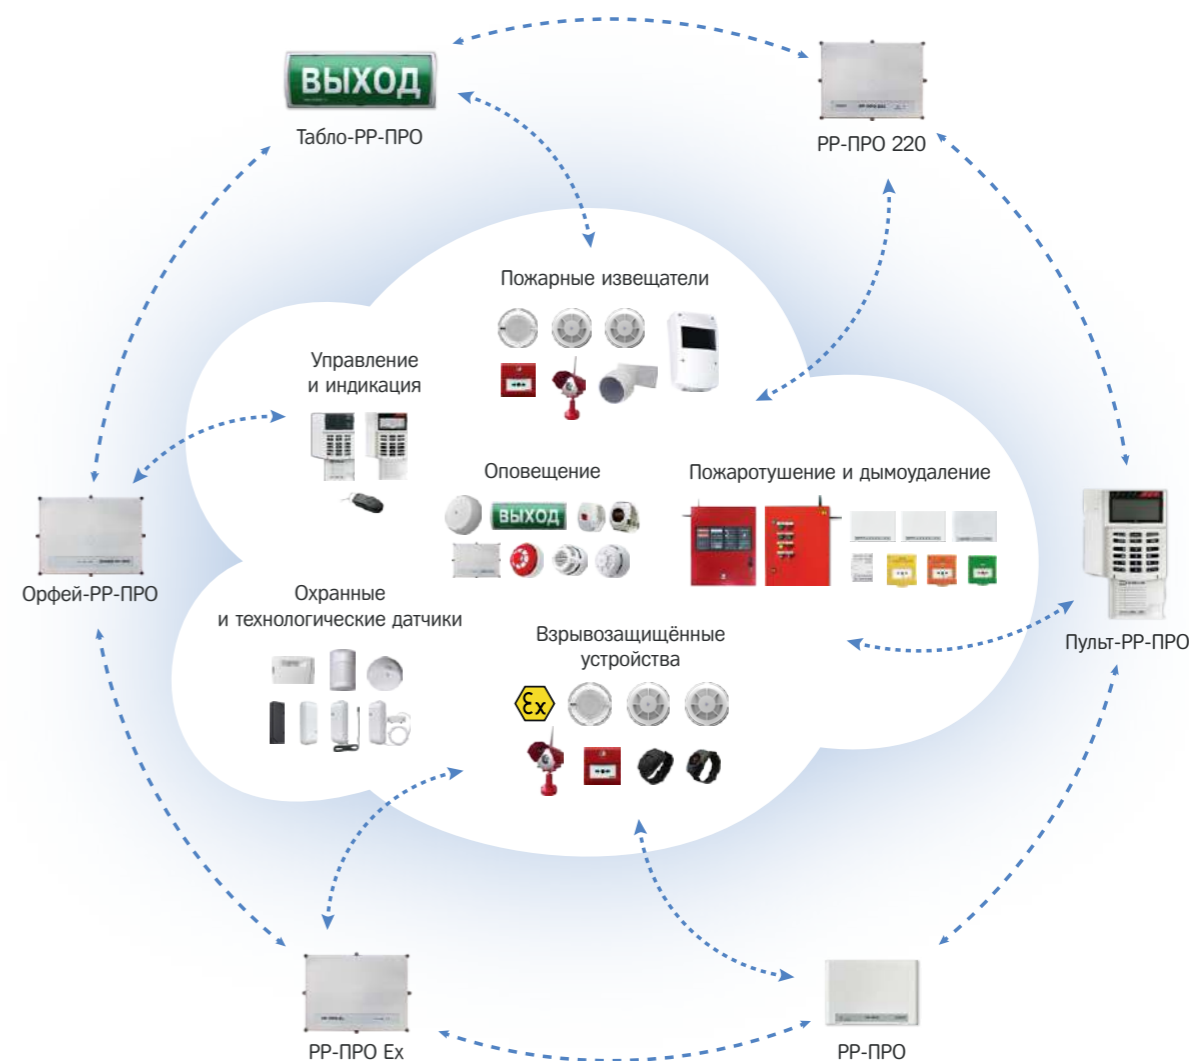 ВЫХОД
Табло-РР-ПРО
РР-ПРО 220
Пожарные извещатели
Управление
и индикация
Оповещение
ВЫХОД
Пожаротушение и дымоудаление
Орфей-РР-ПРО
Пульт-РР-ПРО
Охранные
и технологические датчики
Взрывозащищённые
устройства
Ex
РР-ПРО Ex
РР-ПРО